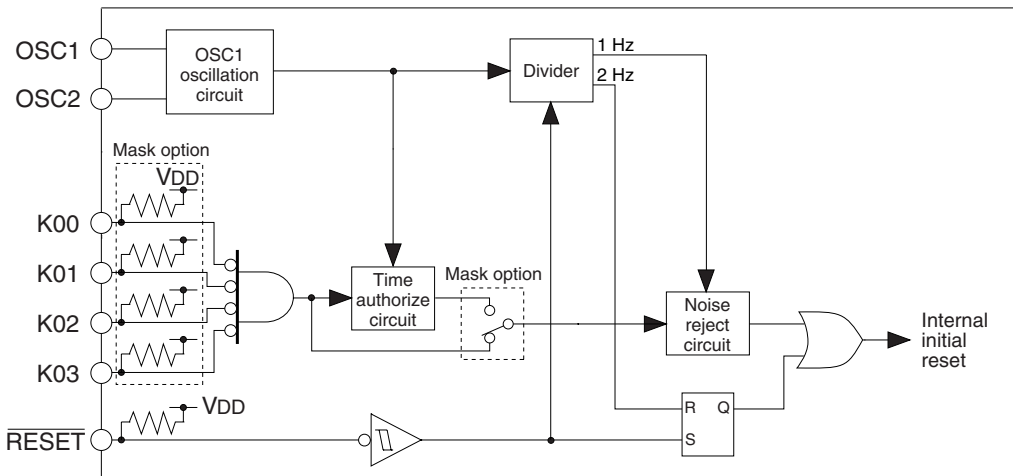 OSC1
OSC2
OSC1
oscillation
circuit
Divider
1 Hz
2 Hz
Mask option
VDD
K00
K01
K02
K03
Time
authorize
circuit
Mask option
Noise
reject
circuit
Internal
initial
reset
RESET
VDD
R Q
S